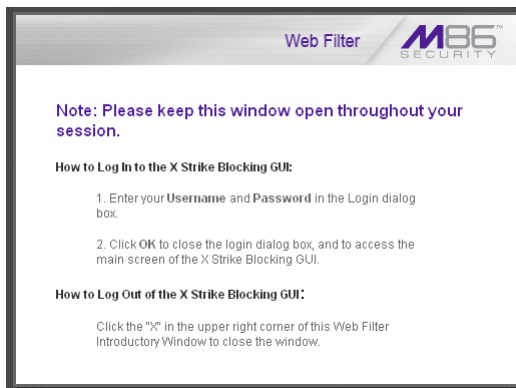 Web Filter
M86™
SECURITY
Note: Please keep this window open throughout your
session.
How to Log In to the X Strike Blocking GUI:
1. Enter your Username and Password in the Login dialog
box.
2. Click OK to close the login dialog box, and to access the
main screen of the X Strike Blocking GUI.
How to Log Out of the X Strike Blocking GUI:
Click the "X" in the upper right corner of this Web Filter
Introductory Window to close the window.